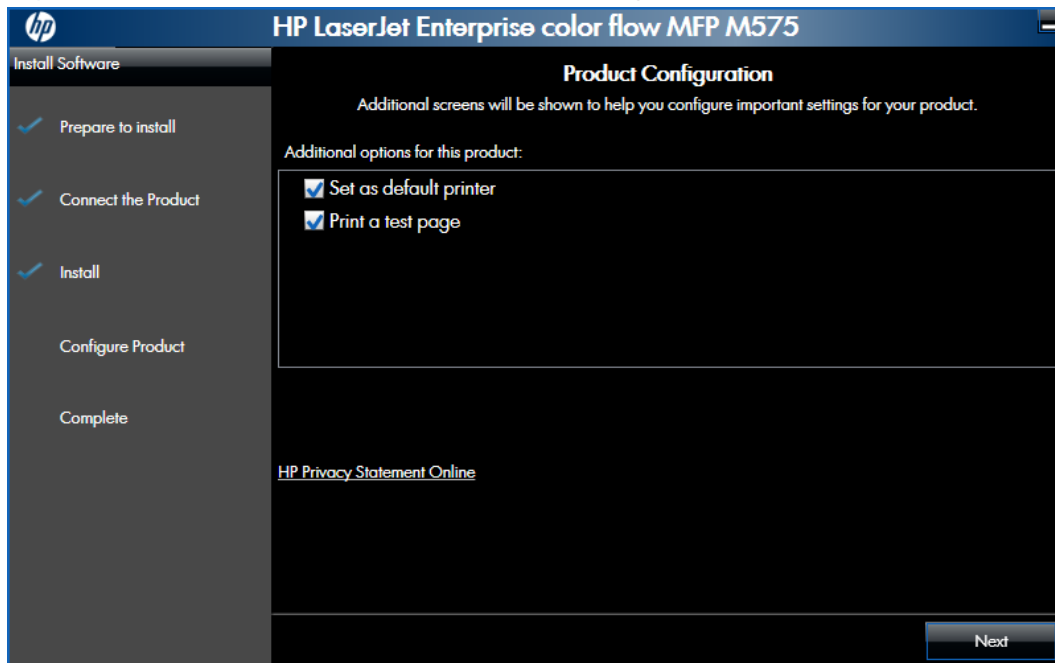 hp
HP LaserJet Enterprise color flow MFP M575
Install Software
Prepare to install
Connect the Product
Install
Configure Product
Complete
Product Configuration
Additional screens will be shown to help you configure important settings for your product.
Additional options for this product:
Set as default printer
Print a test page
HP Privacy Statement Online
Next